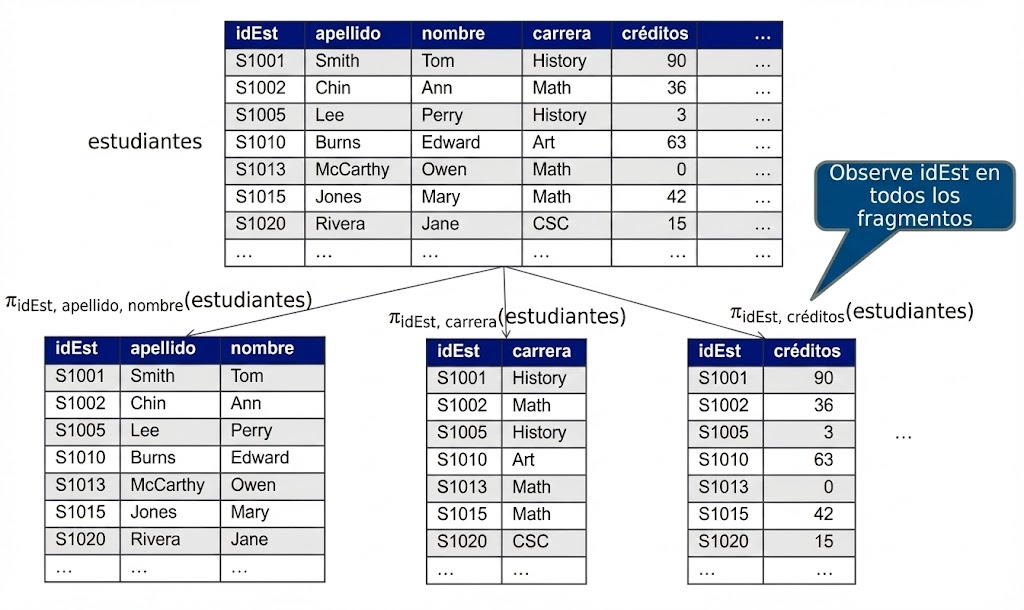 idEst apellido nombre carrera créditos ...
S1001 Smith Tom History 90 ...
S1002 Chin Ann Math 36 ...
S1005 Lee Perry History 3 ...
estudiantes
S1010 Burns Edward Art 63 ...
S1013 McCarthy Owen Math 0 ...
S1015 Jones Mary Math 42 ...
S1020 Rivera Jane CSC 15 ...
... ... ... ... ... ...
Observe idEst en
todos los
fragmentos
πidEst, apellido, nombre(estudiantes)
idEst apellido nombre
S1001 Smith Tom
S1002 Chin Ann
S1005 Lee Perry
S1010 Burns Edward
S1013 McCarthy Owen
S1015 Jones Mary
S1020 Rivera Jane
... ... ...
πidEst, carrera(estudiantes)
idEst carrera
S1001 History
S1002 Math
S1005 History
S1010 Art
S1013 Math
S1015 Math
S1020 CSC
... ...
πidEst, créditos(estudiantes)
idEst créditos
S1001 90
S1002 36
S1005 3
S1010 63
S1013 0
S1015 42
S1020 15
... ...
...